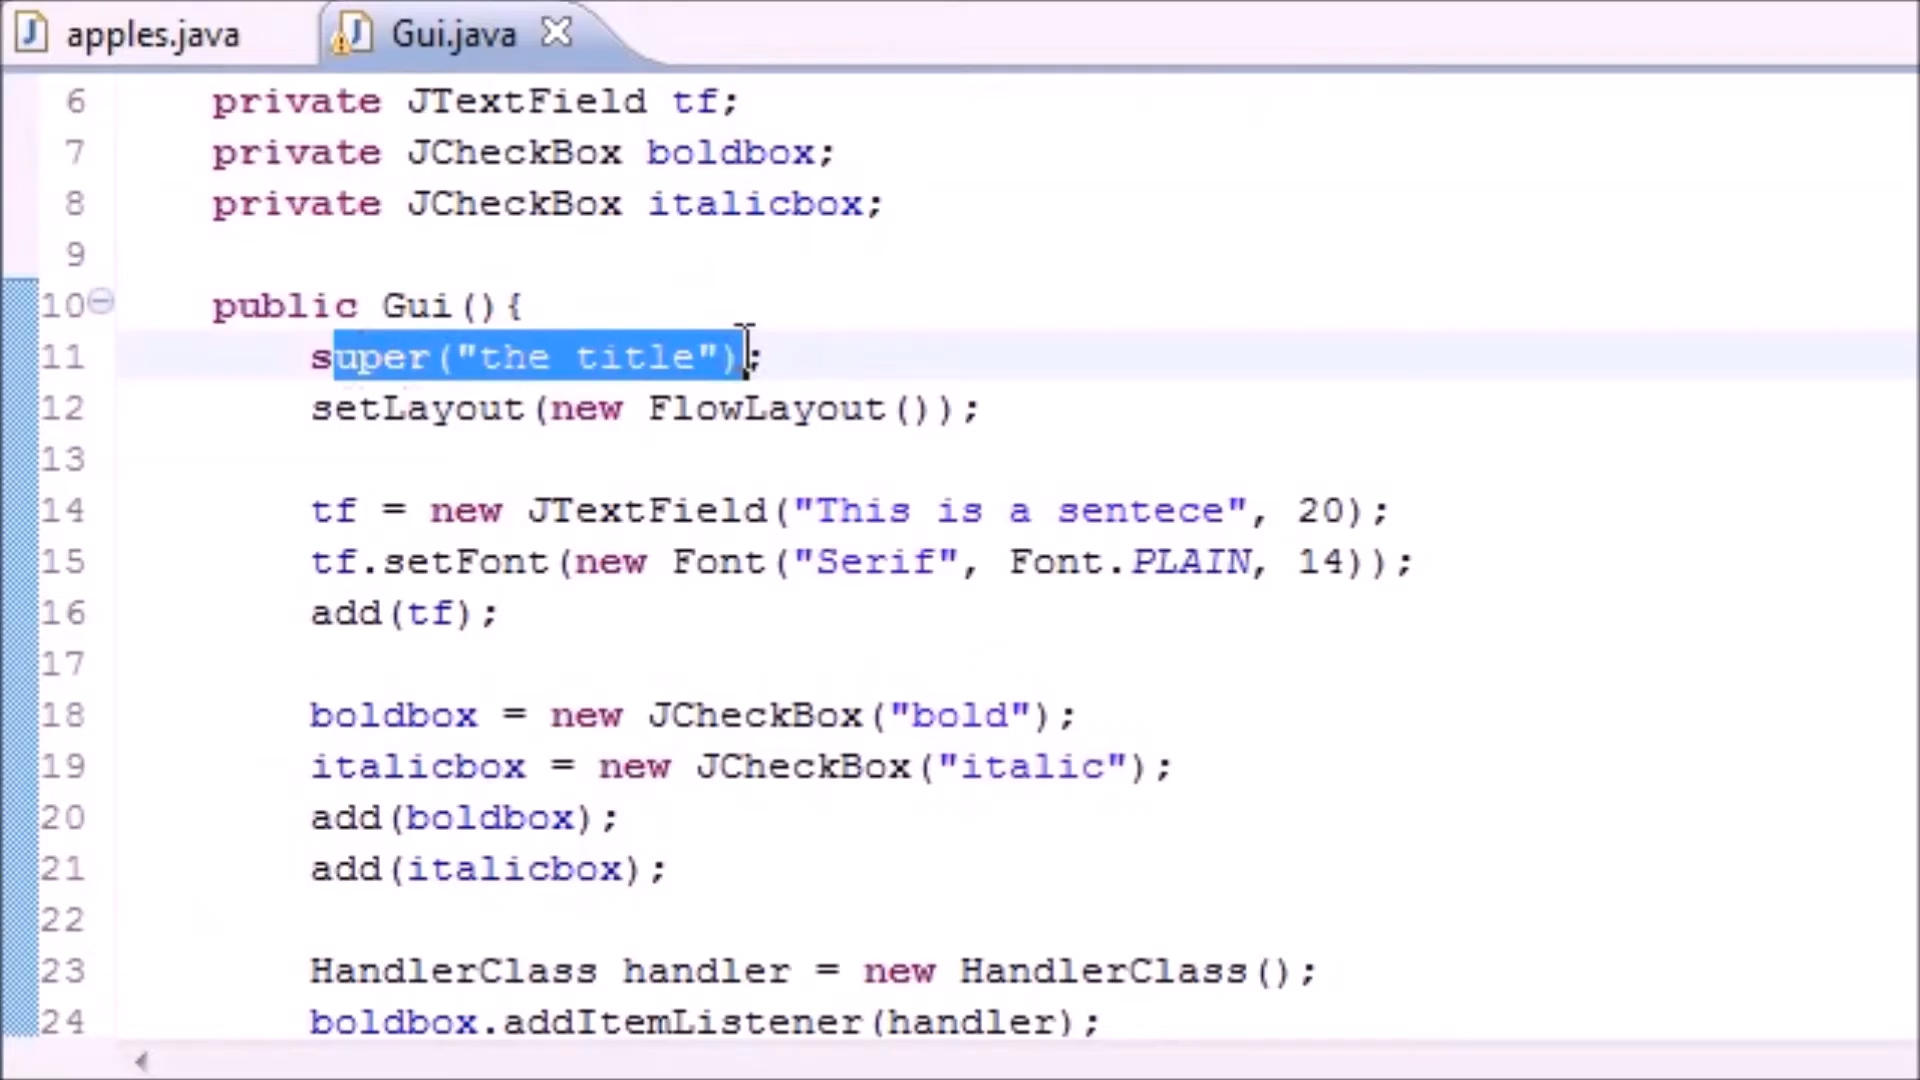 apples.java
Gui.java
6 private JTextField tf;
7 private JCheckBox boldbox;
8 private JCheckBox italicbox;
9
10 public Gui(){
11 super("the title");
12 setLayout(new FlowLayout());
13
14 tf = new JTextField("This is a sentece", 20);
15 tf.setFont(new Font("Serif", Font.PLAIN, 14));
16 add(tf);
17
18 boldbox = new JCheckBox("bold");
19 italicbox = new JCheckBox("italic");
20 add(boldbox);
21 add(italicbox);
22
23 HandlerClass handler = new HandlerClass();
24 boldbox.addItemListener(handler);